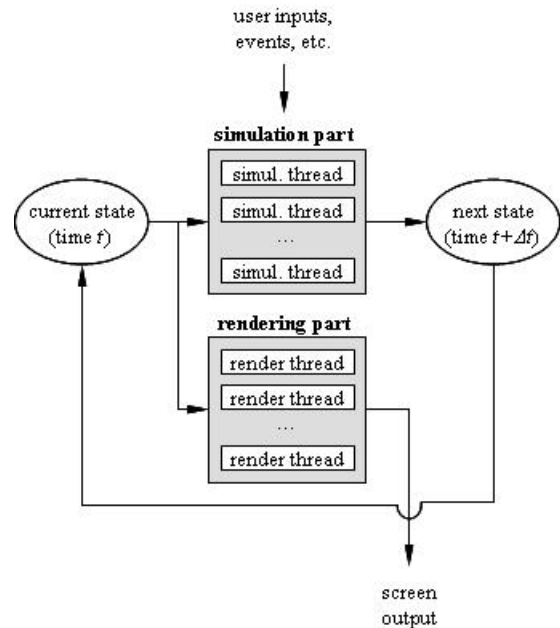 user inputs,
events, etc.
simulation part
simul. thread
simul. thread
...
simul. thread
current state
(time t)
next state
(time t+Δt)
rendering part
render thread
render thread
...
render thread
screen
output